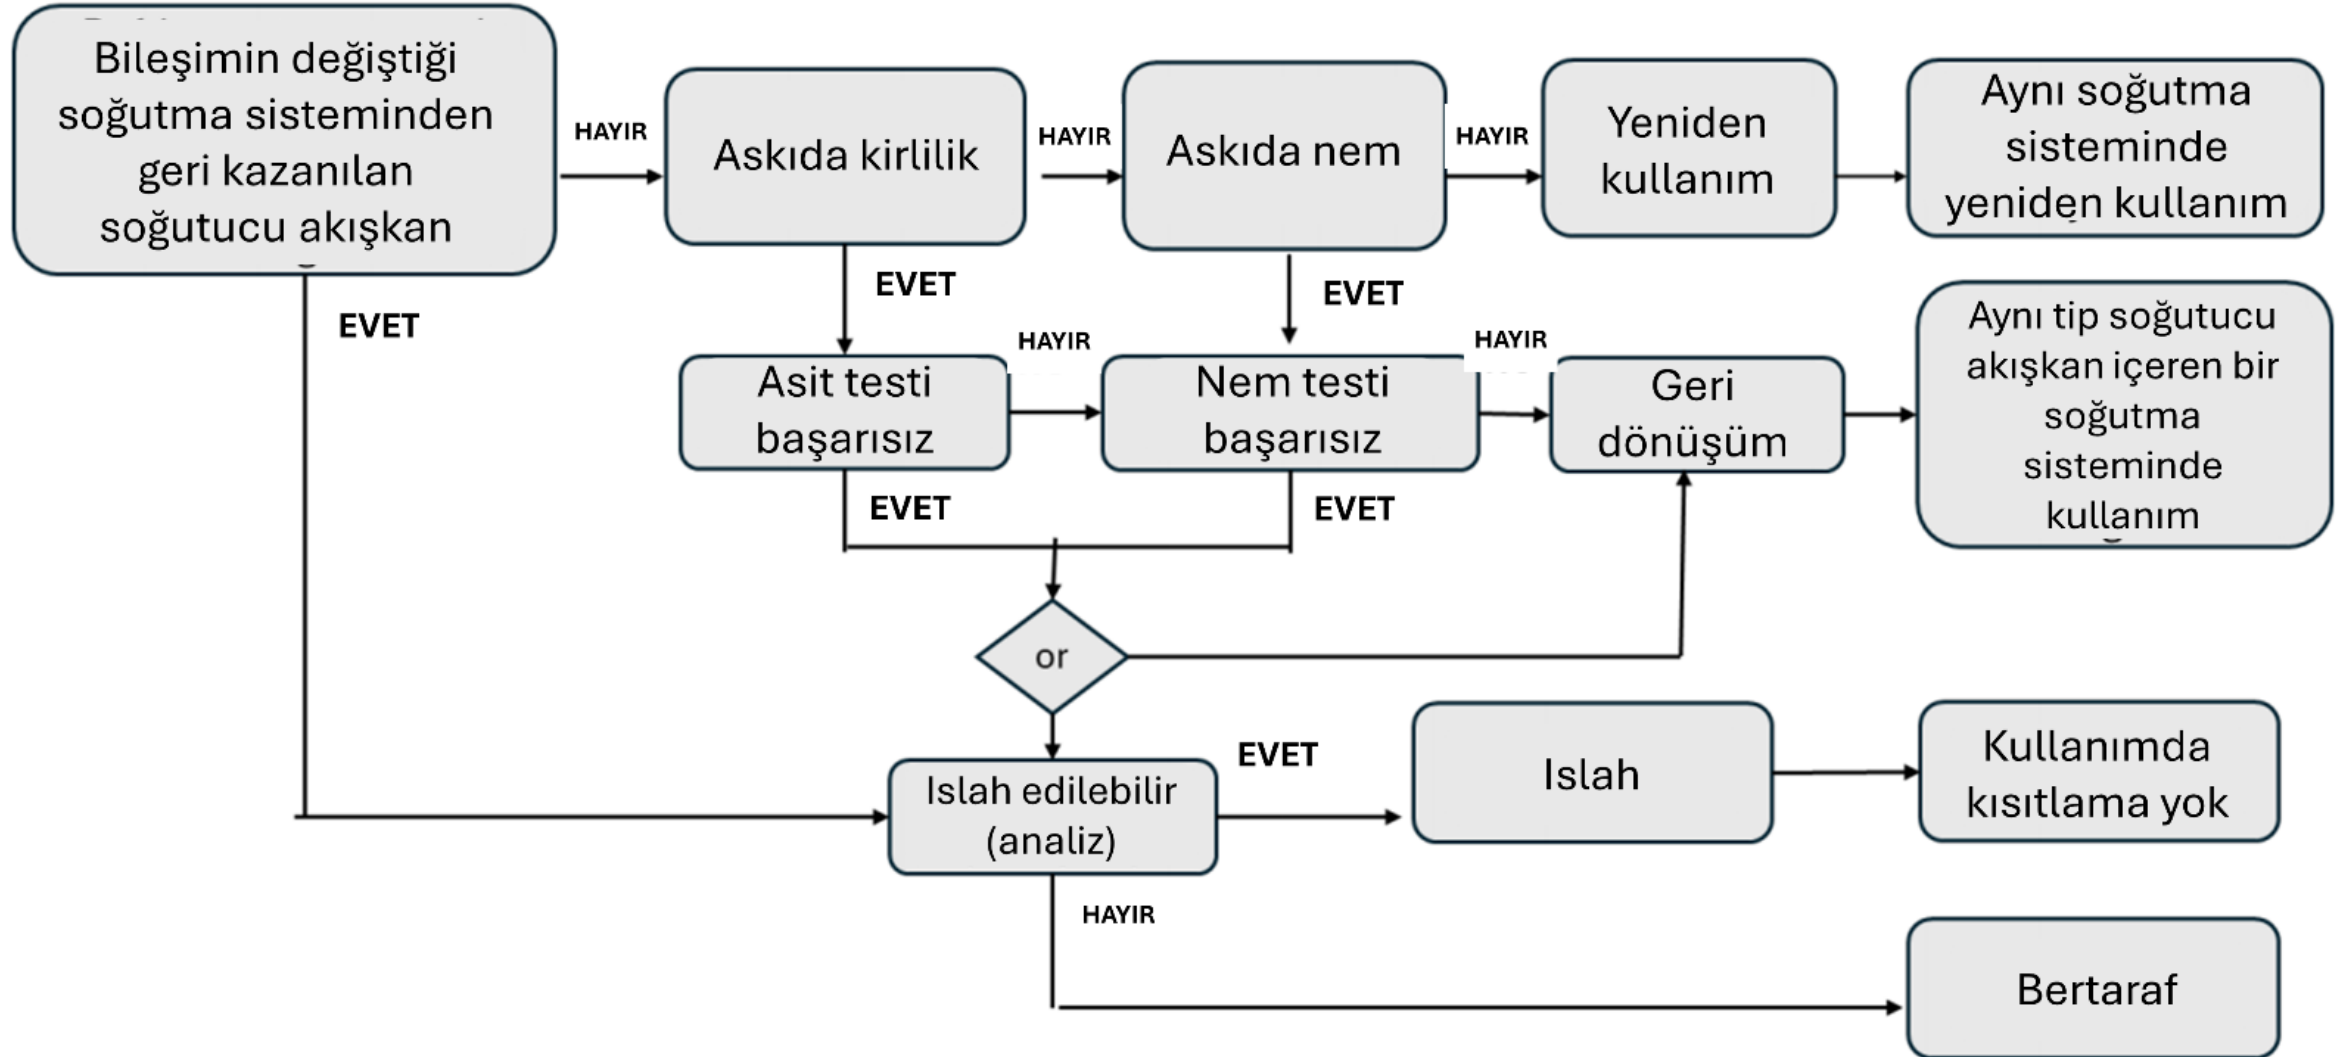 Bileşimin değiştiği
soğutma sisteminden
geri kazanılan
soğutucu akışkan
HAYIR
Askıda kirlilik
HAYIR
Askıda nem
HAYIR
Yeniden
kullanım
Aynı soğutma
sisteminde
yeniden kullanım
EVET
EVET
EVET
Asit testi
başarısız
HAYIR
Nem testi
başarısız
HAYIR
Geri
dönüşüm
Aynı tip soğutucu
akışkan içeren bir
soğutma
sisteminde
kullanım
EVET
EVET
or
Islah edilebilir
(analiz)
EVET
Islah
Kullanımda
kısıtlama yok
HAYIR
Bertaraf